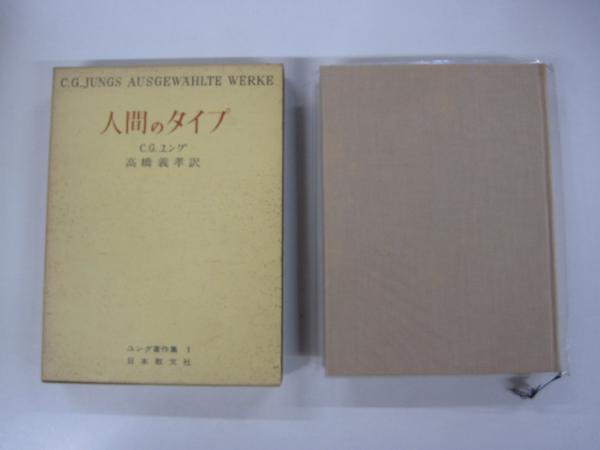 C.G.JUNGS AUSGEWÄHLTE WERKE
人間のタイプ
C.G.ユング
高橋義孝訳
ユング著作集 1
日本教文社